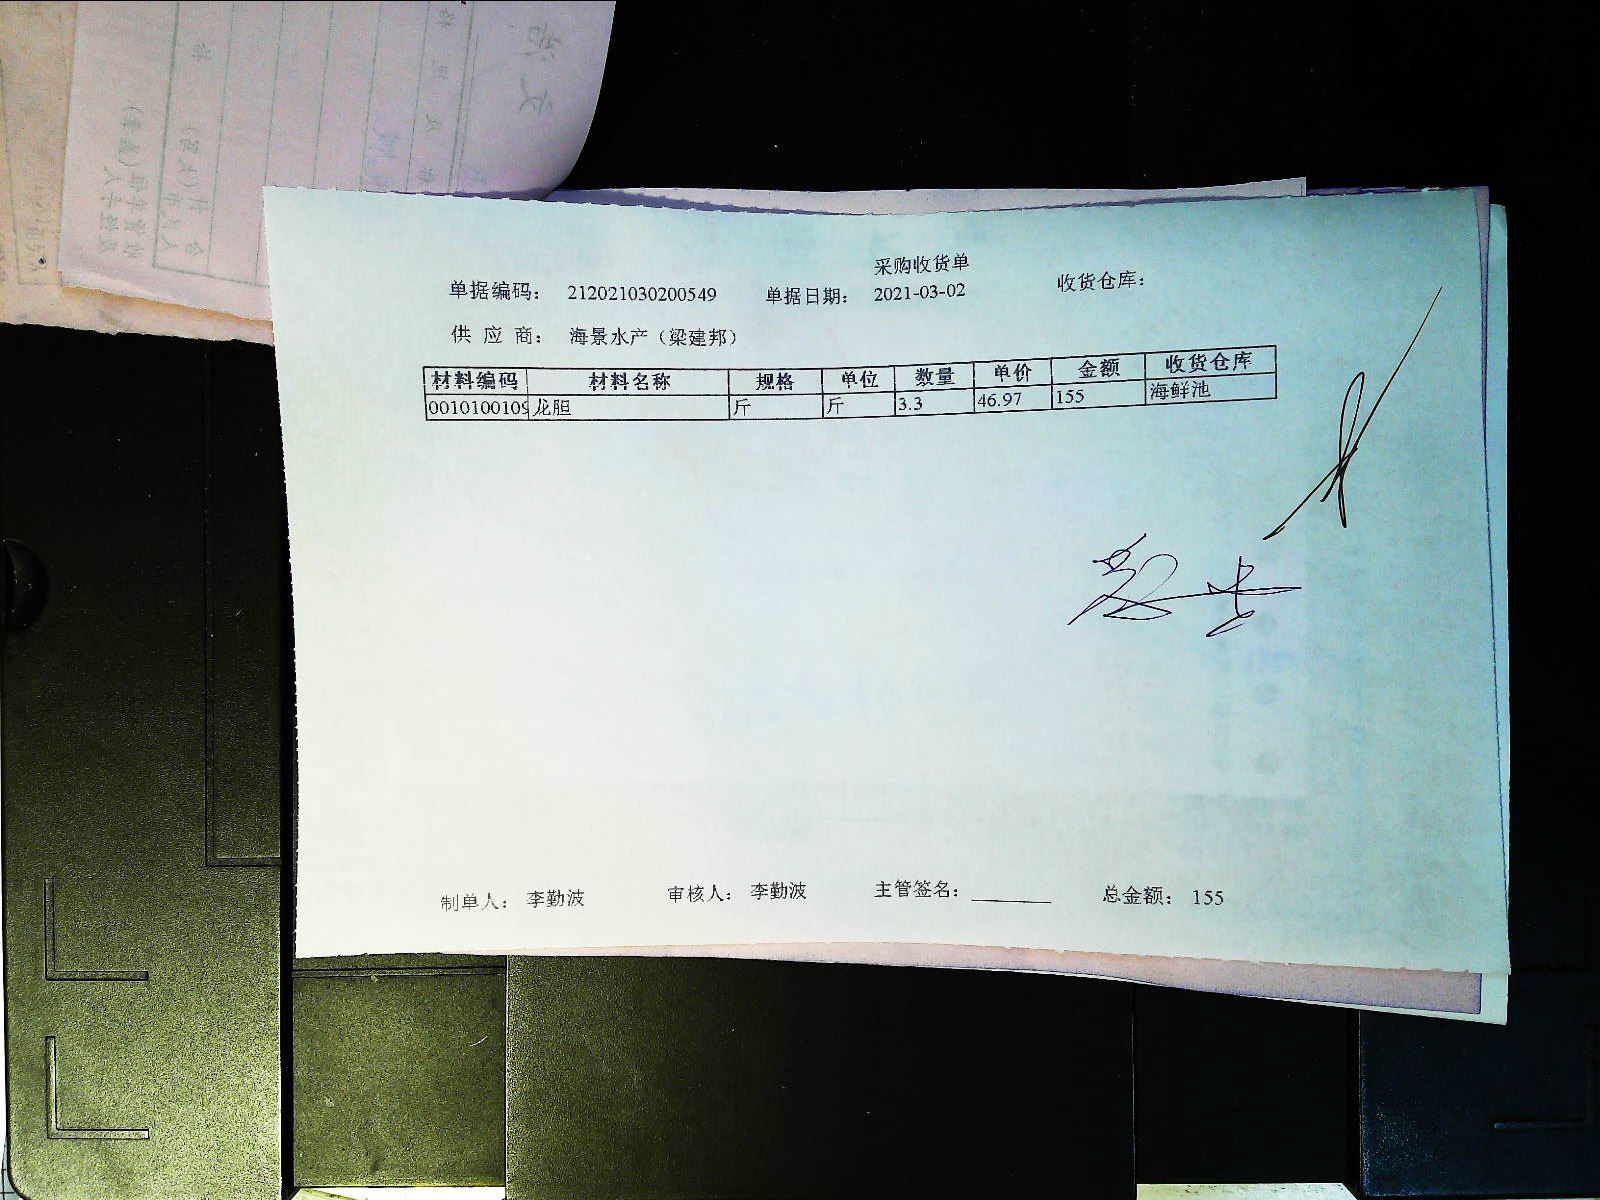 采购收货单
单据编码： 212021030200549 单据日期： 2021-03-02 收货仓库：
供 应 商： 海景水产（梁建邦）
材料编码 材料名称 规格 单位 数量 单价 金额 收货仓库
0010100109 龙胆 斤 斤 3.3 46.97 155 海鲜池
制单人： 李勤波 审核人： 李勤波 主管签名： 总金额： 155